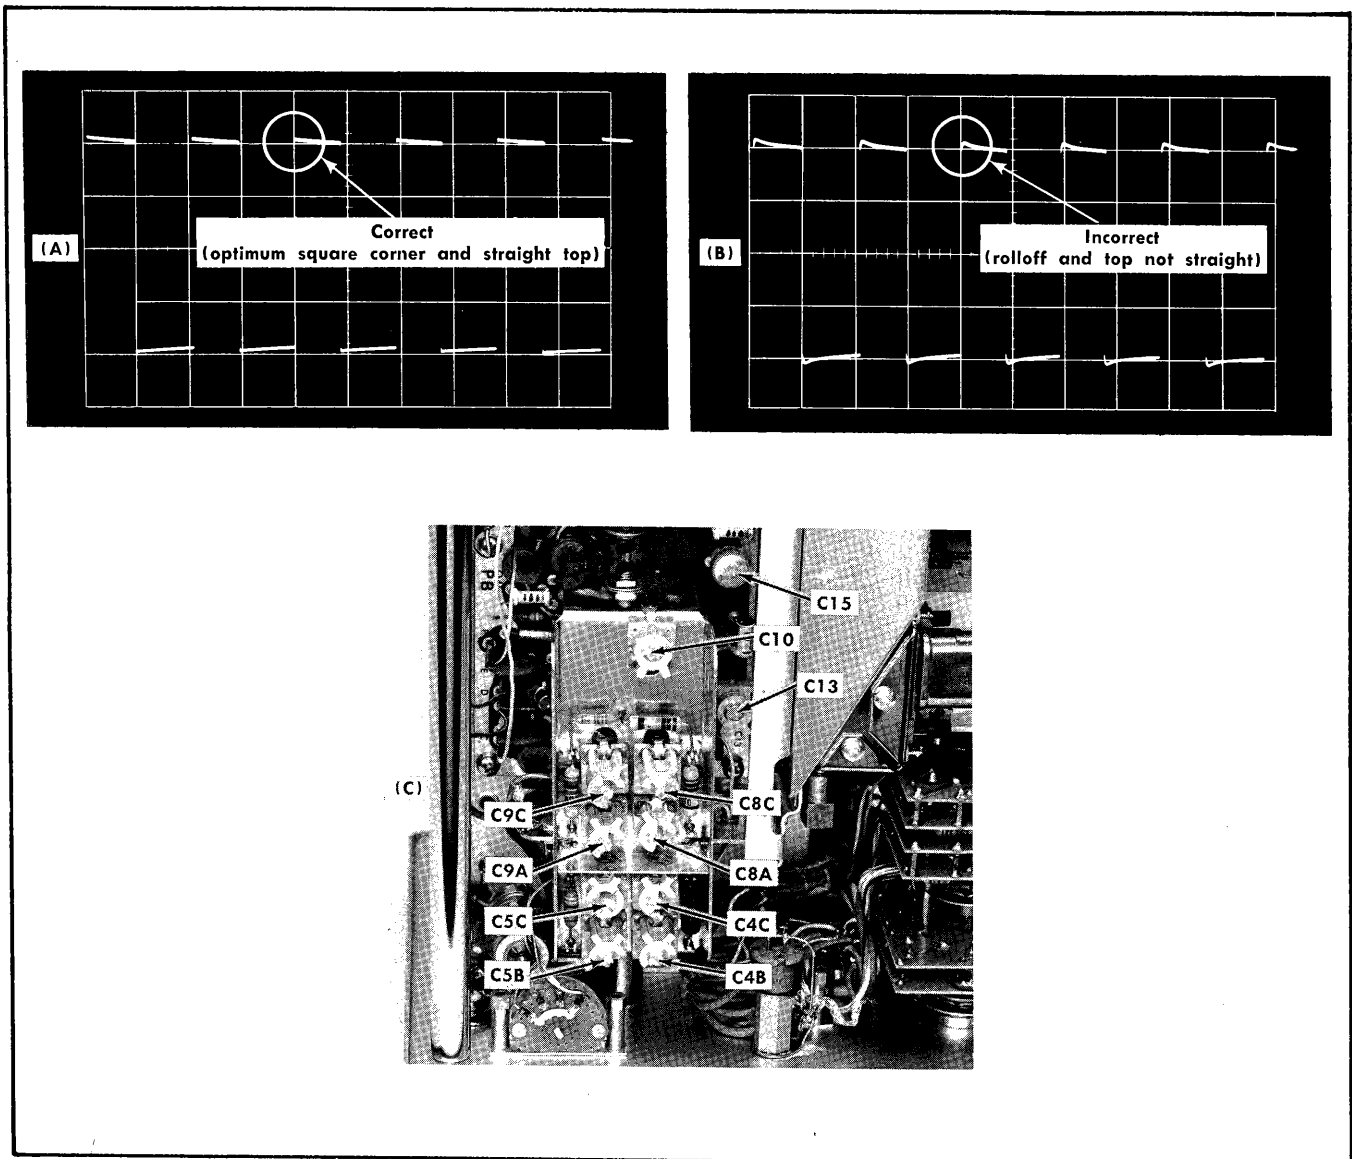 (A)
Correct
(optimum square corner and straight top)
(B)
Incorrect
(rolloff and top not straight)
(C)
PB
C15
C10
C13
C9C
C8C
C9A
C8A
C5C
C4C
C5B
C4B